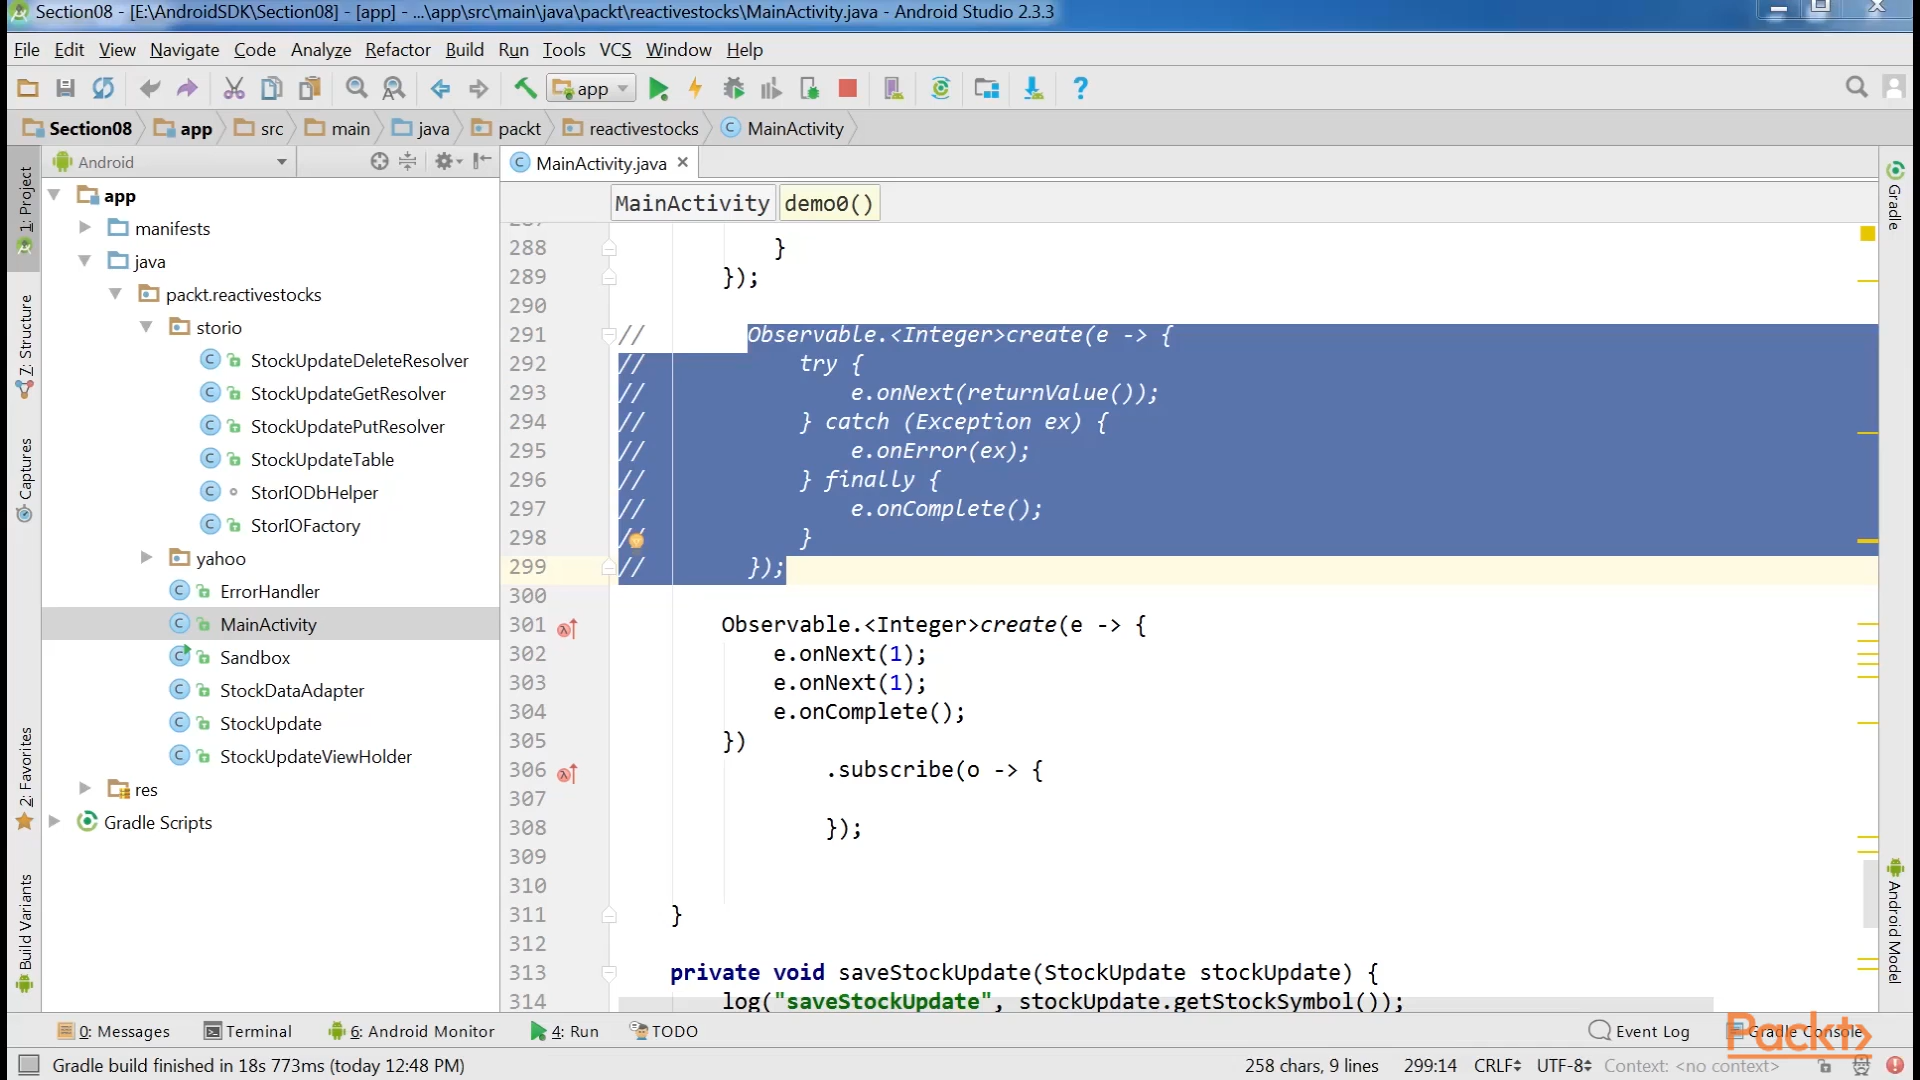 Section08 - [E:\AndroidSDK\Section08] - [app] - ...\app\src\main\java\packt\reactivestocks\MainActivity.java - Android Studio 2.3.3
File Edit View Navigate Code Analyze Refactor Build Run Tools VCS Window Help
app
Section08 app src main java packt reactivestocks MainActivity
Android
MainActivity.java
MainActivity demo0()
1: Project
Z: Structure
Captures
2: Favorites
Build Variants
app
manifests
java
packt.reactivestocks
storio
StockUpdateDeleteResolver
StockUpdateGetResolver
StockUpdatePutResolver
StockUpdateTable
StorIODbHelper
StorIOFactory
yahoo
ErrorHandler
MainActivity
Sandbox
StockDataAdapter
StockUpdate
StockUpdateViewHolder
res
Gradle Scripts
288 }
289 });
290
291 // Observable.<Integer>create(e -> {
292 // try {
293 // e.onNext(returnValue());
294 // } catch (Exception ex) {
295 // e.onError(ex);
296 // } finally {
297 // e.onComplete();
298 // }
299 // });
300
301 Observable.<Integer>create(e -> {
302 e.onNext(1);
303 e.onNext(1);
304 e.onComplete();
305 })
306 .subscribe(o -> {
307
308 });
309
310
311 }
312
313 private void saveStockUpdate(StockUpdate stockUpdate) {
314 log("saveStockUpdate", stockUpdate.getStockSymbol());
Gradle
Android Model
0: Messages Terminal 6: Android Monitor 4: Run TODO Event Log Gradle Console
Packt>
Gradle build finished in 18s 773ms (today 12:48 PM) 258 chars, 9 lines 299:14 CRLF UTF-8 Context: <no context>